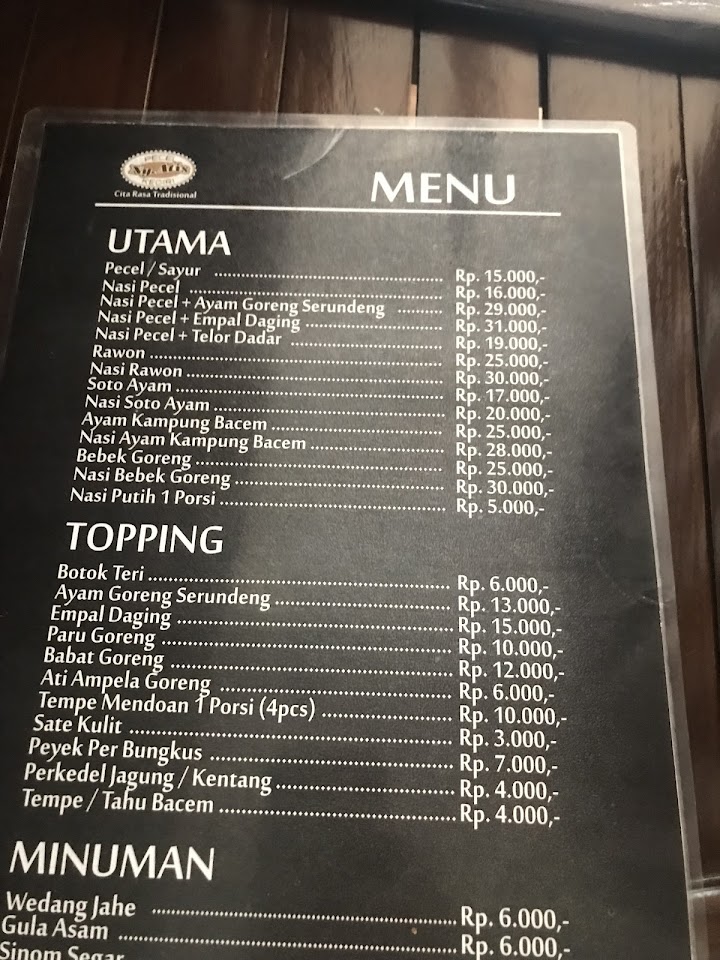 PECEL
KEDIRI
Cita Rasa Tradisional
MENU
UTAMA
Pecel / Sayur ........ Rp. 15.000,-
Nasi Pecel ........ Rp. 16.000,-
Nasi Pecel + Ayam Goreng Serundeng ........ Rp. 29.000,-
Nasi Pecel + Empal Daging ........ Rp. 31.000,-
Nasi Pecel + Telor Dadar ........ Rp. 19.000,-
Rawon ........ Rp. 25.000,-
Nasi Rawon ........ Rp. 30.000,-
Soto Ayam ........ Rp. 17.000,-
Nasi Soto Ayam ........ Rp. 20.000,-
Ayam Kampung Bacem ........ Rp. 25.000,-
Nasi Ayam Kampung Bacem ........ Rp. 28.000,-
Bebek Goreng ........ Rp. 25.000,-
Nasi Bebek Goreng ........ Rp. 30.000,-
Nasi Putih 1 Porsi ........ Rp. 5.000,-
TOPPING
Botok Teri ........ Rp. 6.000,-
Ayam Goreng Serundeng ........ Rp. 13.000,-
Empal Daging ........ Rp. 15.000,-
Paru Goreng ........ Rp. 10.000,-
Babat Goreng ........ Rp. 12.000,-
Ati Ampela Goreng ........ Rp. 6.000,-
Tempe Mendoan 1 Porsi (4pcs) ........ Rp. 10.000,-
Sate Kulit ........ Rp. 3.000,-
Peyek Per Bungkus ........ Rp. 7.000,-
Perkedel Jagung / Kentang ........ Rp. 4.000,-
Tempe / Tahu Bacem ........ Rp. 4.000,-
MINUMAN
Wedang Jahe ........ Rp. 6.000,-
Gula Asam ........ Rp. 6.000,-
Sinom Segar